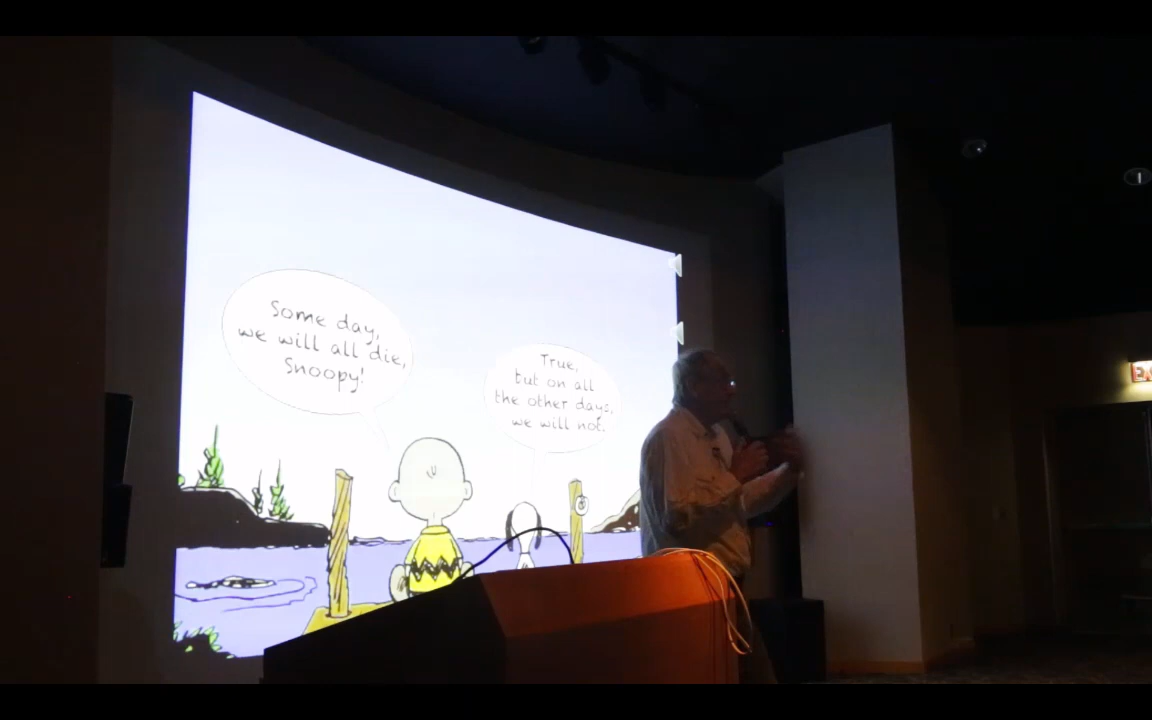 Some day,
we will all die,
Snoopy!
True,
but on all
the other days,
we will not.